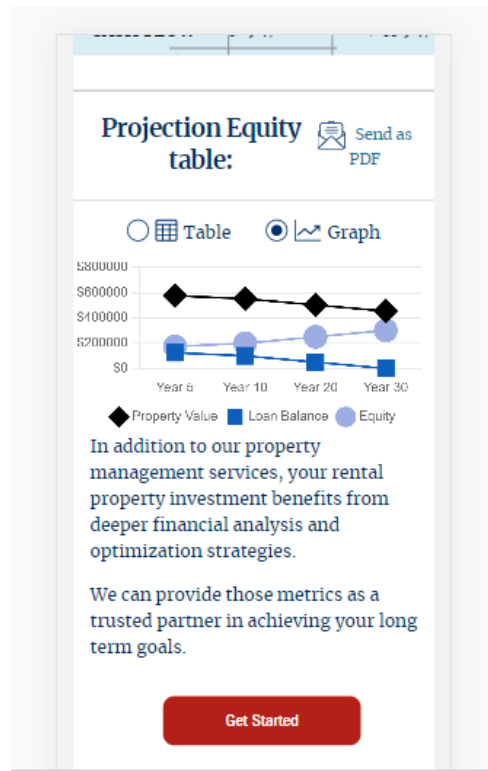 Projection Equity
table:
Send as
PDF
Table
Graph
$800000
$600000
$400000
$200000
$0
Year 5 Year 10 Year 20 Year 30
Property Value Loan Balance Equity
In addition to our property
management services, your rental
property investment benefits from
deeper financial analysis and
optimization strategies.
We can provide those metrics as a
trusted partner in achieving your long
term goals.
Get Started